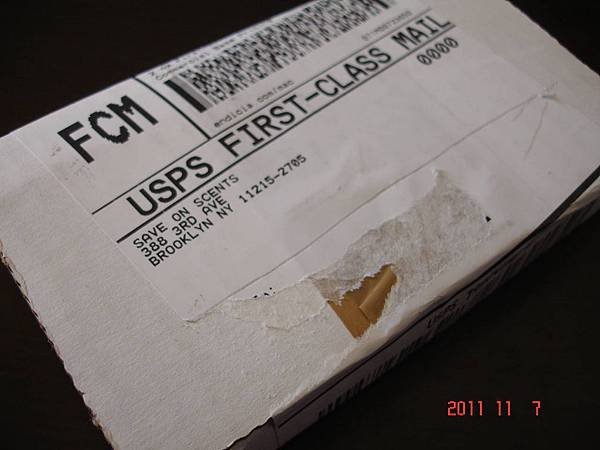 0000
endicia.com/mac
FCM
USPS FIRST-CLASS MAIL
SAVE ON SCENTS
388 3RD AVE
BROOKLYN NY 11215-2705
2011 11 7